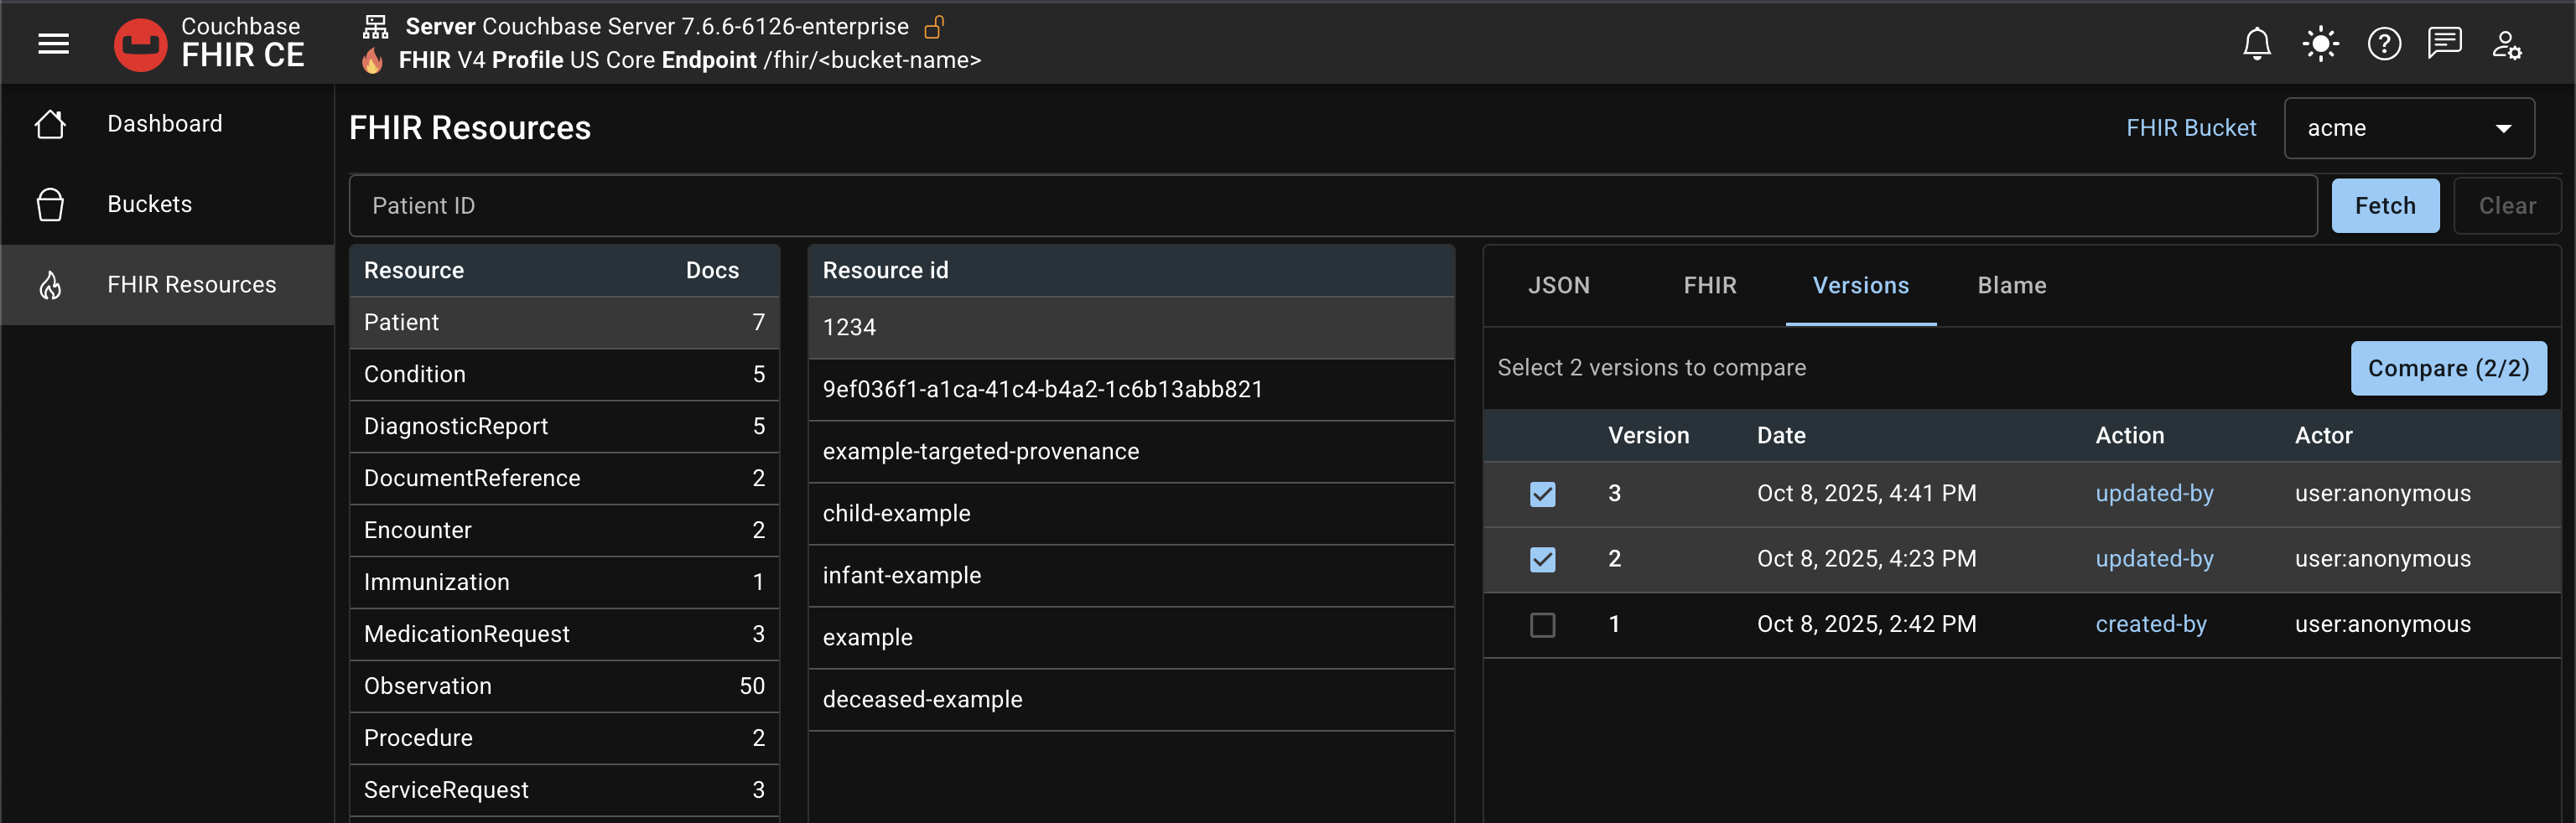 Couchbase
FHIR CE
Server Couchbase Server 7.6.6-6126-enterprise
FHIR V4 Profile US Core Endpoint /fhir/<bucket-name>
Dashboard
Buckets
FHIR Resources
FHIR Resources
FHIR Bucket
acme
Patient ID
Fetch
Clear
Resource Docs
Patient 7
Condition 5
DiagnosticReport 5
DocumentReference 2
Encounter 2
Immunization 1
MedicationRequest 3
Observation 50
Procedure 2
ServiceRequest 3
Resource id
1234
9ef036f1-a1ca-41c4-b4a2-1c6b13abb821
example-targeted-provenance
child-example
infant-example
example
deceased-example
JSON FHIR Versions Blame
Select 2 versions to compare
Compare (2/2)
Version Date Action Actor
3 Oct 8, 2025, 4:41 PM updated-by user:anonymous
2 Oct 8, 2025, 4:23 PM updated-by user:anonymous
1 Oct 8, 2025, 2:42 PM created-by user:anonymous